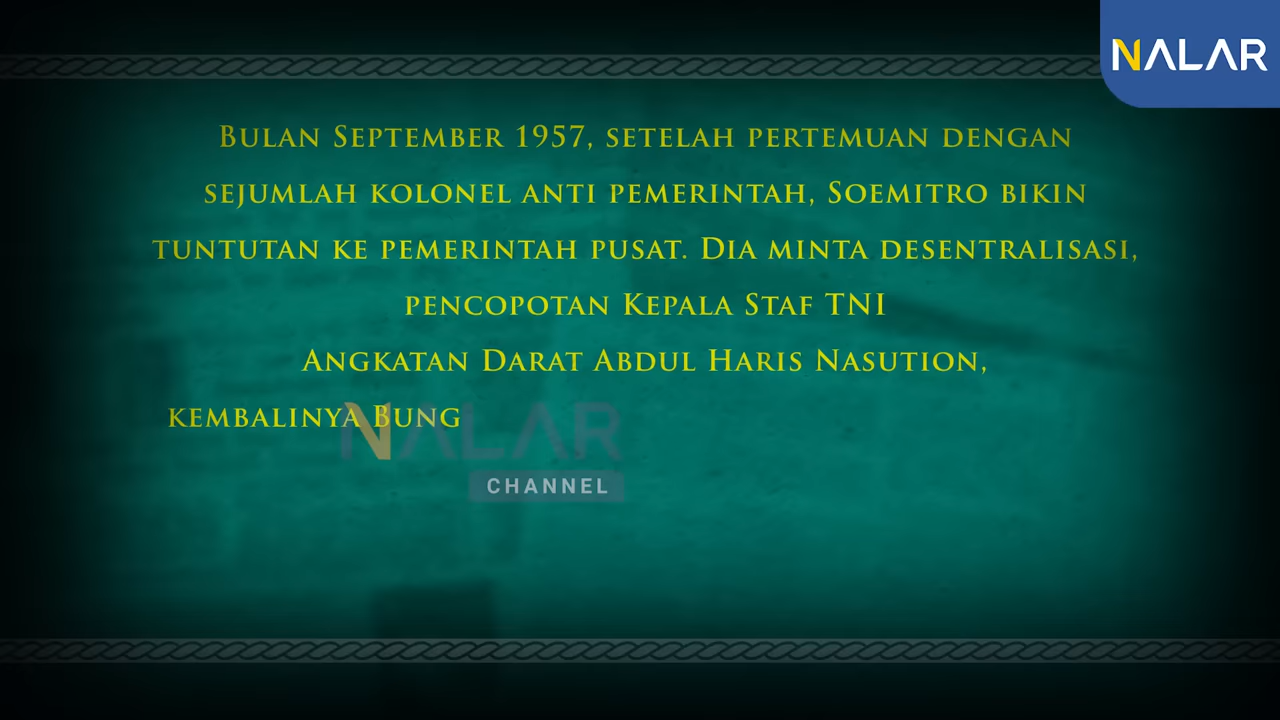 NALAR
Bulan September 1957, setelah pertemuan dengan
sejumlah kolonel anti pemerintah, Soemitro bikin
tuntutan ke pemerintah pusat. Dia minta desentralisasi,
pencopotan Kepala Staf TNI
Angkatan Darat Abdul Haris Nasution,
kembalinya Bung
NALAR
CHANNEL